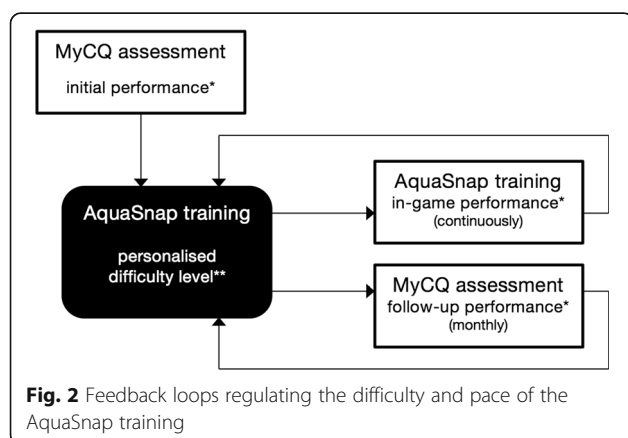 MyCQ assessment
initial performance*
AquaSnap training
personalised
difficulty level**
AquaSnap training
in-game performance*
(continuously)
MyCQ assessment
follow-up performance*
(monthly)
Fig. 2 Feedback loops regulating the difficulty and pace of the
AquaSnap training